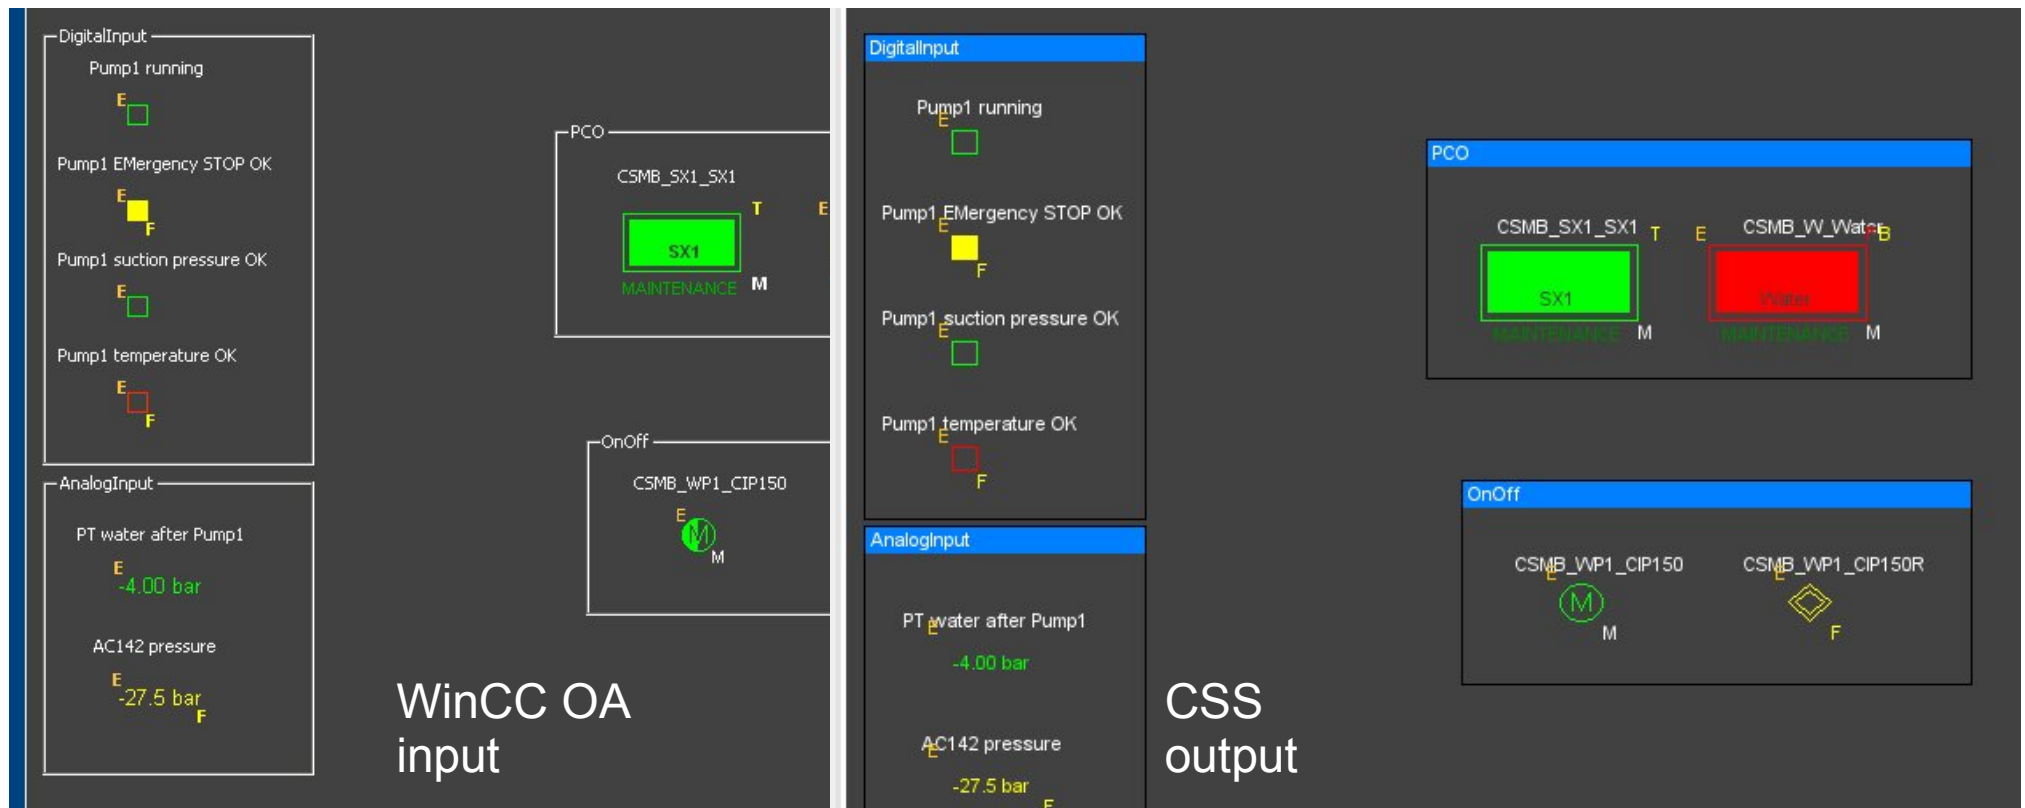 DigitalInput
Pump1 running
E
Pump1 EMergency STOP OK
E
F
Pump1 suction pressure OK
E
Pump1 temperature OK
E
F
AnalogInput
PT water after Pump1
E
-4.00 bar
AC142 pressure
E
-27.5 bar
F
PCO
CSMB_SX1_SX1
T
E
SX1
MAINTENANCE
M
OnOff
CSMB_WP1_CIP150
E
M
M
WinCC OA
input
DigitalInput
Pump1 running
E
Pump1 EMergency STOP OK
E
F
Pump1 suction pressure OK
E
Pump1 temperature OK
E
F
AnalogInput
PT water after Pump1
E
-4.00 bar
AC142 pressure
E
-27.5 bar
F
PCO
CSMB_SX1_SX1
T
SX1
MAINTENANCE
M
E
CSMB_W_Water
F
B
Water
MAINTENANCE
M
OnOff
CSMB_WP1_CIP150
E
M
M
CSMB_WP1_CIP150R
E
F
CSS
output